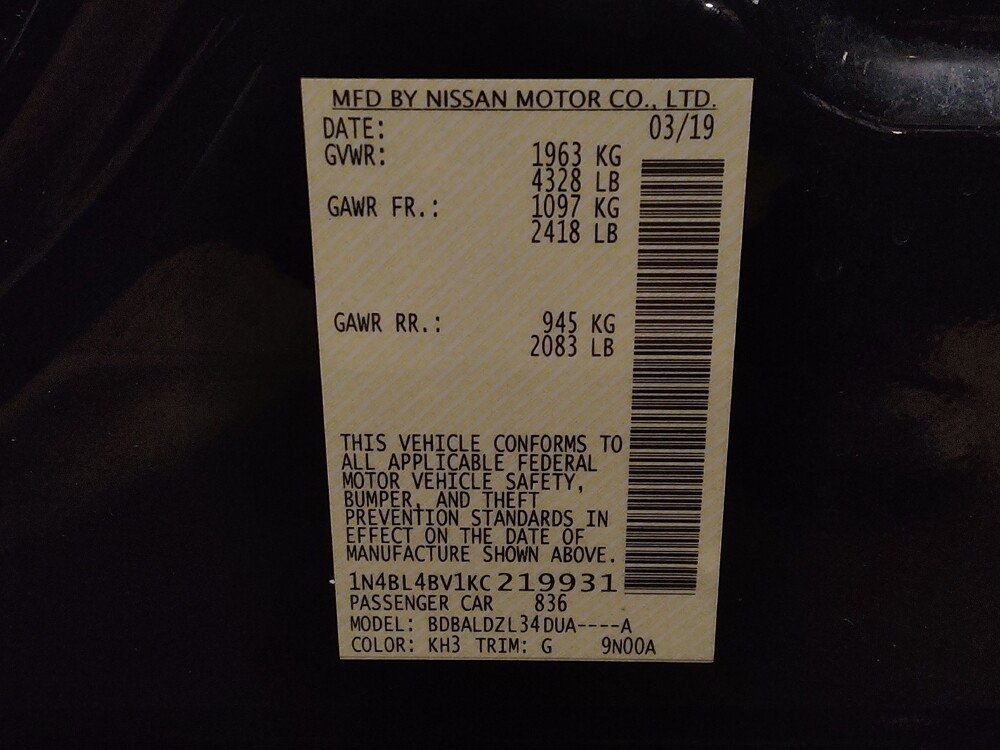 MFD BY NISSAN MOTOR CO., LTD.
DATE: 03/19
GVWR: 1963 KG
4328 LB
GAWR FR.: 1097 KG
2418 LB
GAWR RR.: 945 KG
2083 LB
THIS VEHICLE CONFORMS TO
ALL APPLICABLE FEDERAL
MOTOR VEHICLE SAFETY,
BUMPER, AND THEFT
PREVENTION STANDARDS IN
EFFECT ON THE DATE OF
MANUFACTURE SHOWN ABOVE.
1N4BL4BV1KC219931
PASSENGER CAR 836
MODEL: BDBALDZL34DUA----A
COLOR: KH3 TRIM: G 9N00A